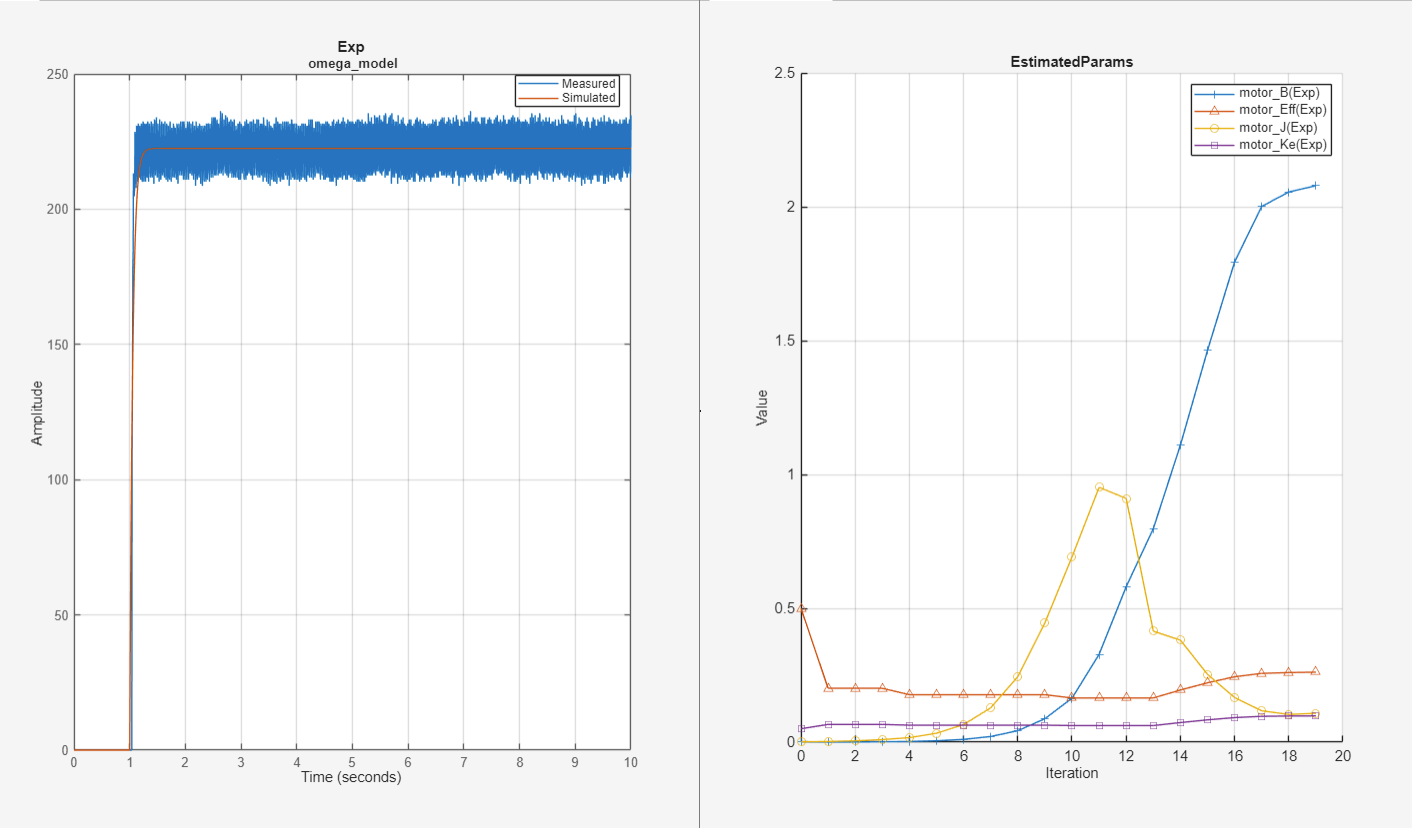 Exp
omega_model
250
200
150
100
50
0
Amplitude
Measured
Simulated
0 1 2 3 4 5 6 7 8 9 10
Time (seconds)
EstimatedParams
2.5
2
1.5
1
0.5
0
Value
motor_B(Exp)
motor_Eff(Exp)
motor_J(Exp)
motor_Ke(Exp)
0 2 4 6 8 10 12 14 16 18 20
Iteration